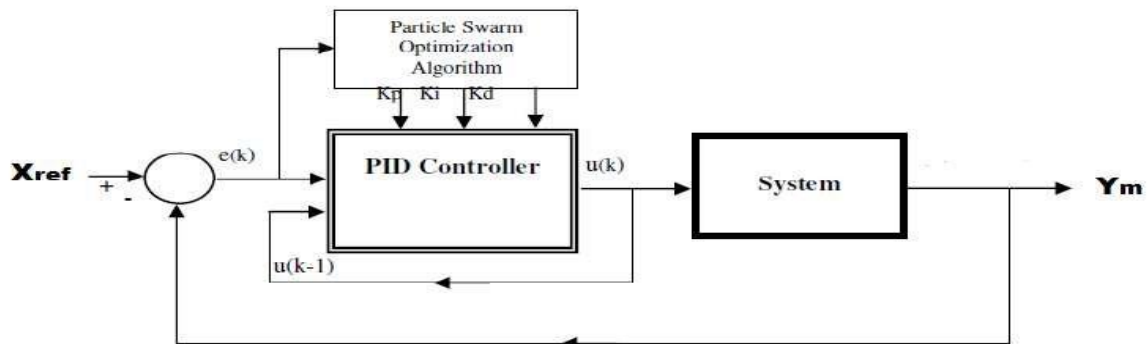 Particle Swarm
Optimization
Algorithm
Kp Ki Kd
e(k)
PID Controller
u(k)
System
Xref
+
-
Ym
u(k-1)